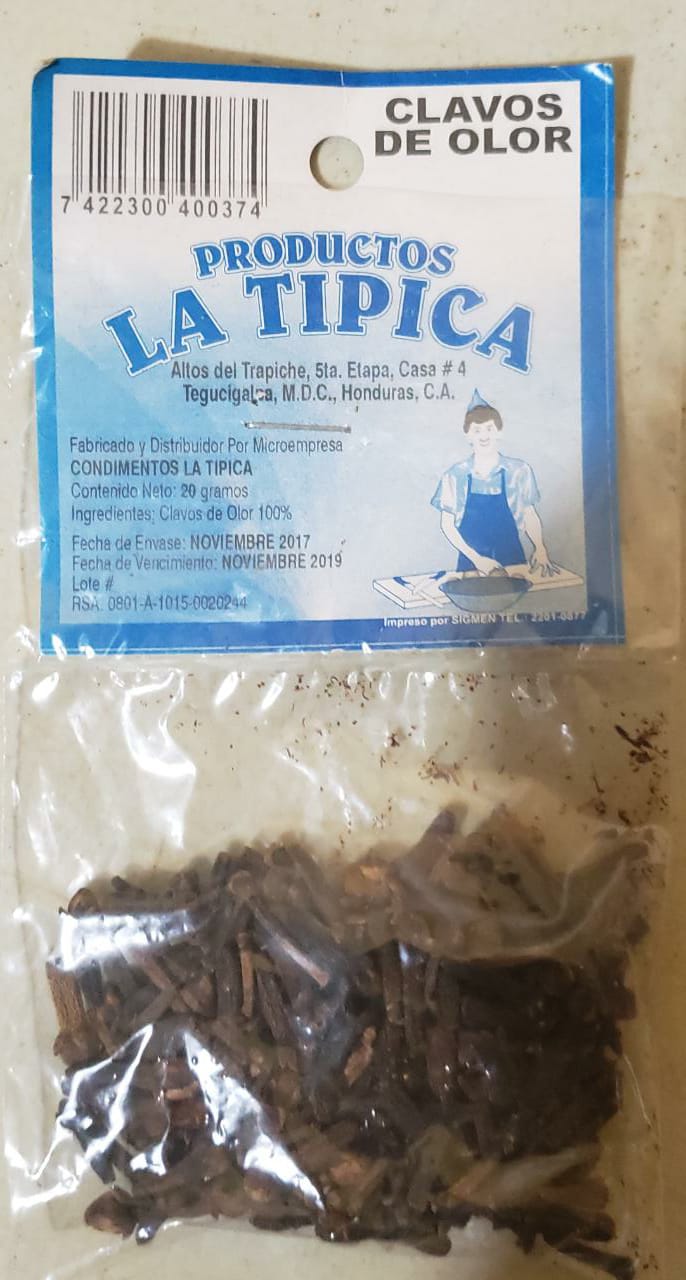 CLAVOS
DE OLOR
7 422300 400374
PRODUCTOS
LA TIPICA
Altos del Trapiche, 5ta. Etapa, Casa # 4
Tegucigalpa, M.D.C., Honduras, C.A.
Fabricado y Distribuidor Por Microempresa
CONDIMENTOS LA TIPICA
Contenido Neto: 20 gramos
Ingredientes: Clavos de Olor 100%
Fecha de Envase: NOVIEMBRE 2017
Fecha de Vencimiento: NOVIEMBRE 2019
Lote #
RSA. 0801-A-1015-0020244
Impreso por SIGMEN TEL.